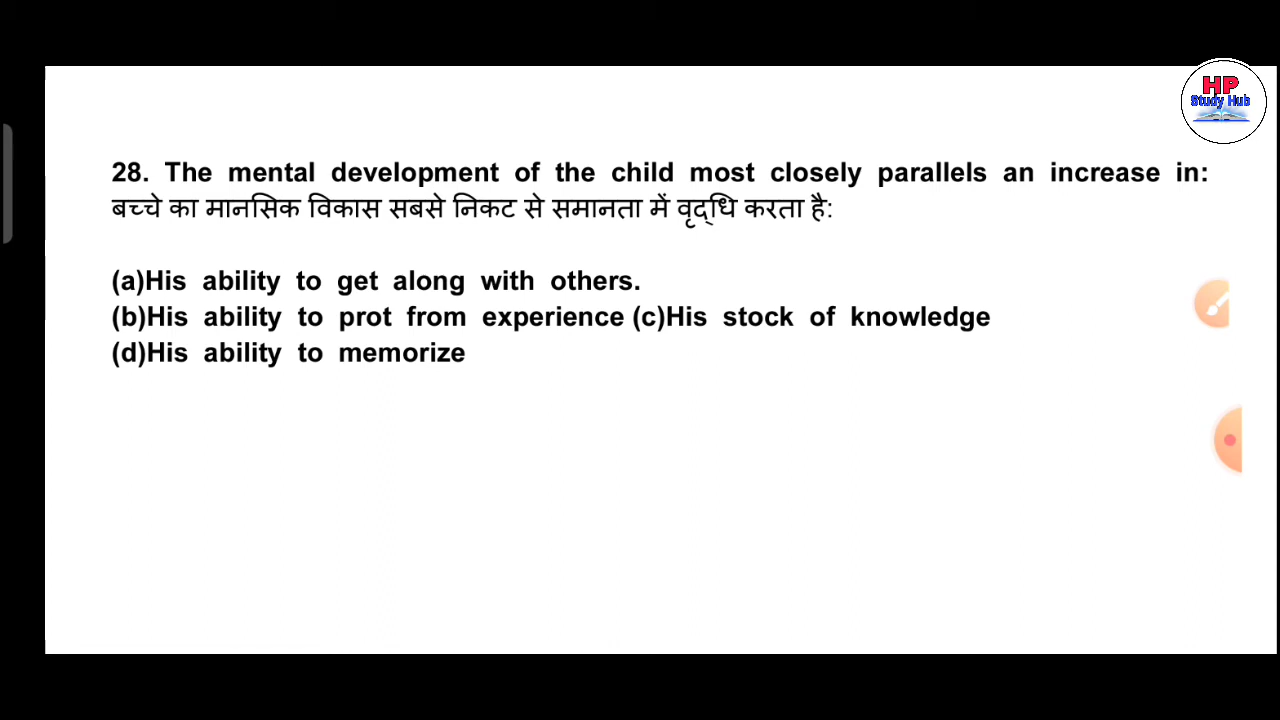 HP
Study Hub
28. The mental development of the child most closely parallels an increase in:
बच्चे का मानसिक विकास सबसे निकट से समानता में वृद्धि करता है:
(a)His ability to get along with others.
(b)His ability to prot from experience (c)His stock of knowledge
(d)His ability to memorize